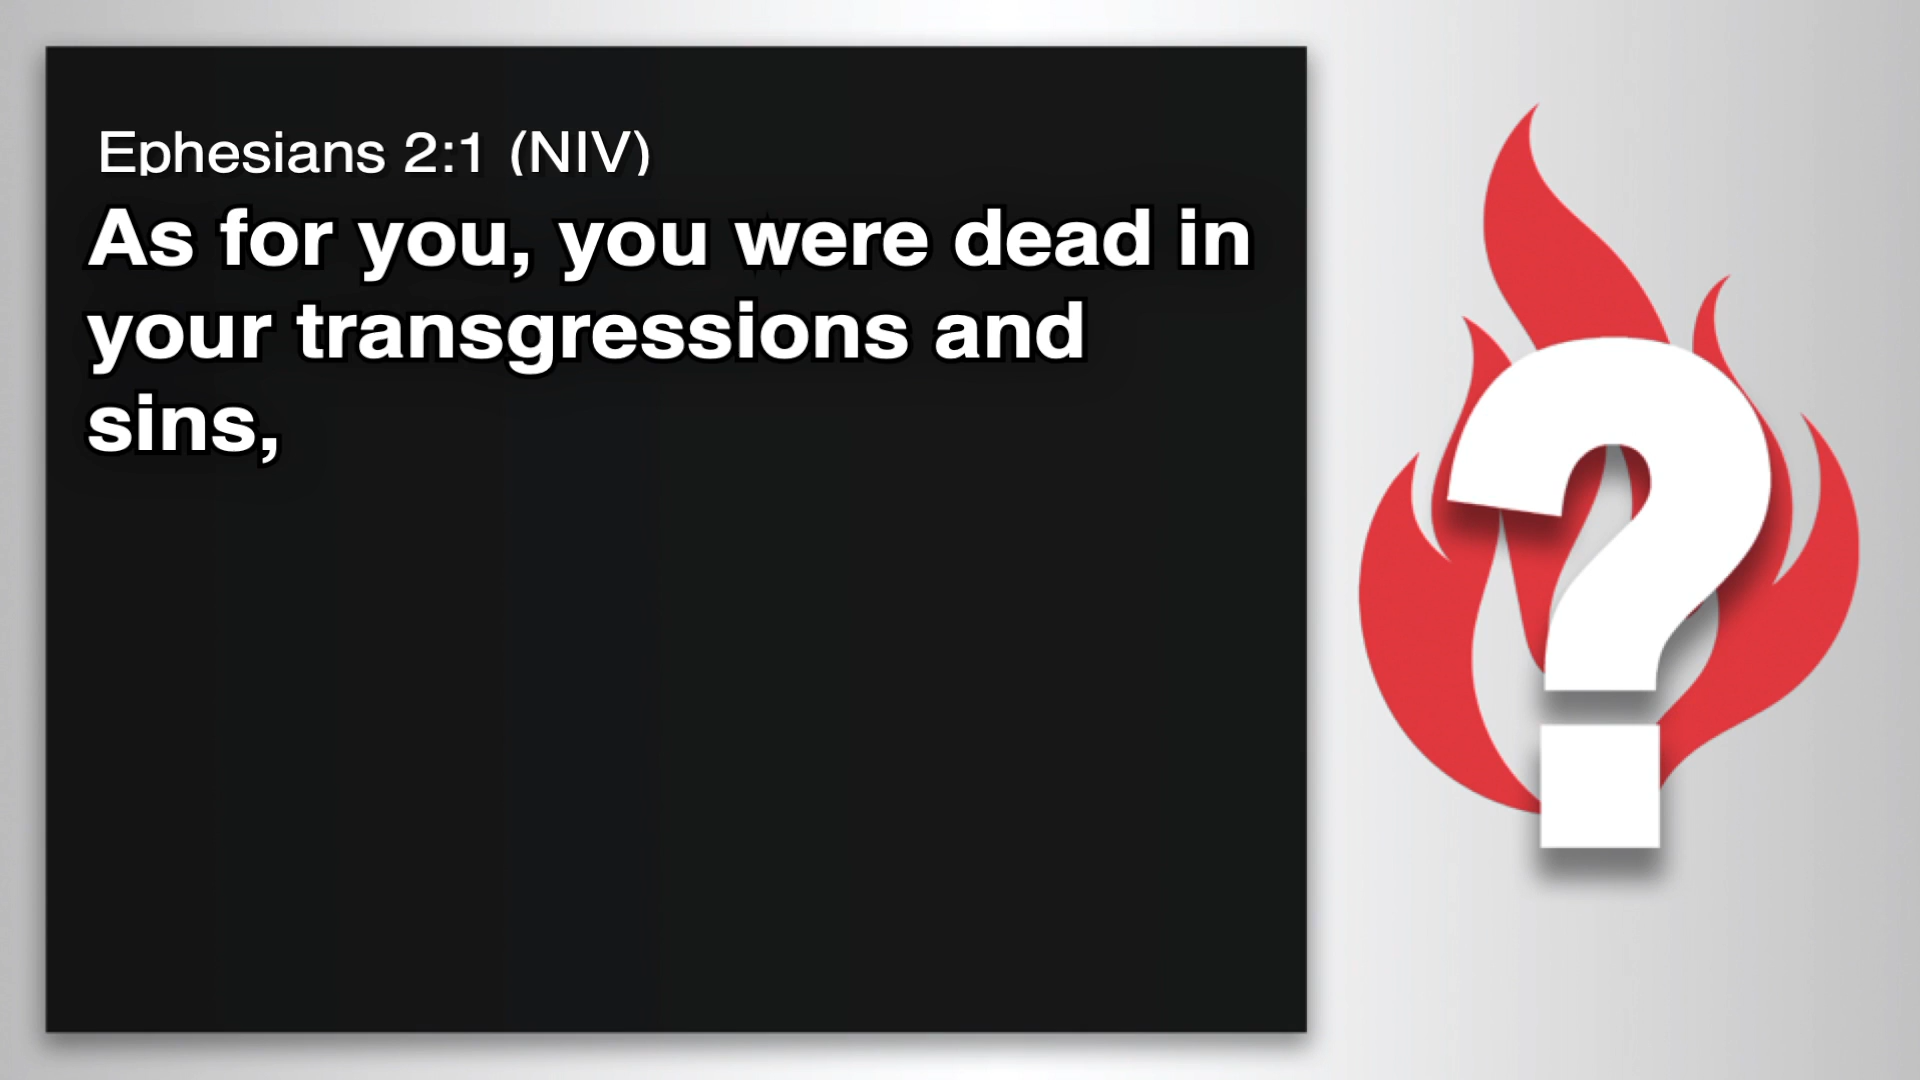 Ephesians 2:1 (NIV)
As for you, you were dead in
your transgressions and
sins,
?